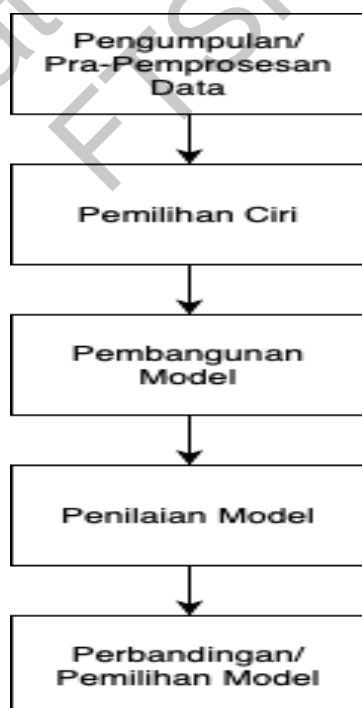 Pengumpulan/
Pra-Pemprosesan
Data
Pemilihan Ciri
Pembangunan
Model
Penilaian Model
Perbandingan/
Pemilihan Model